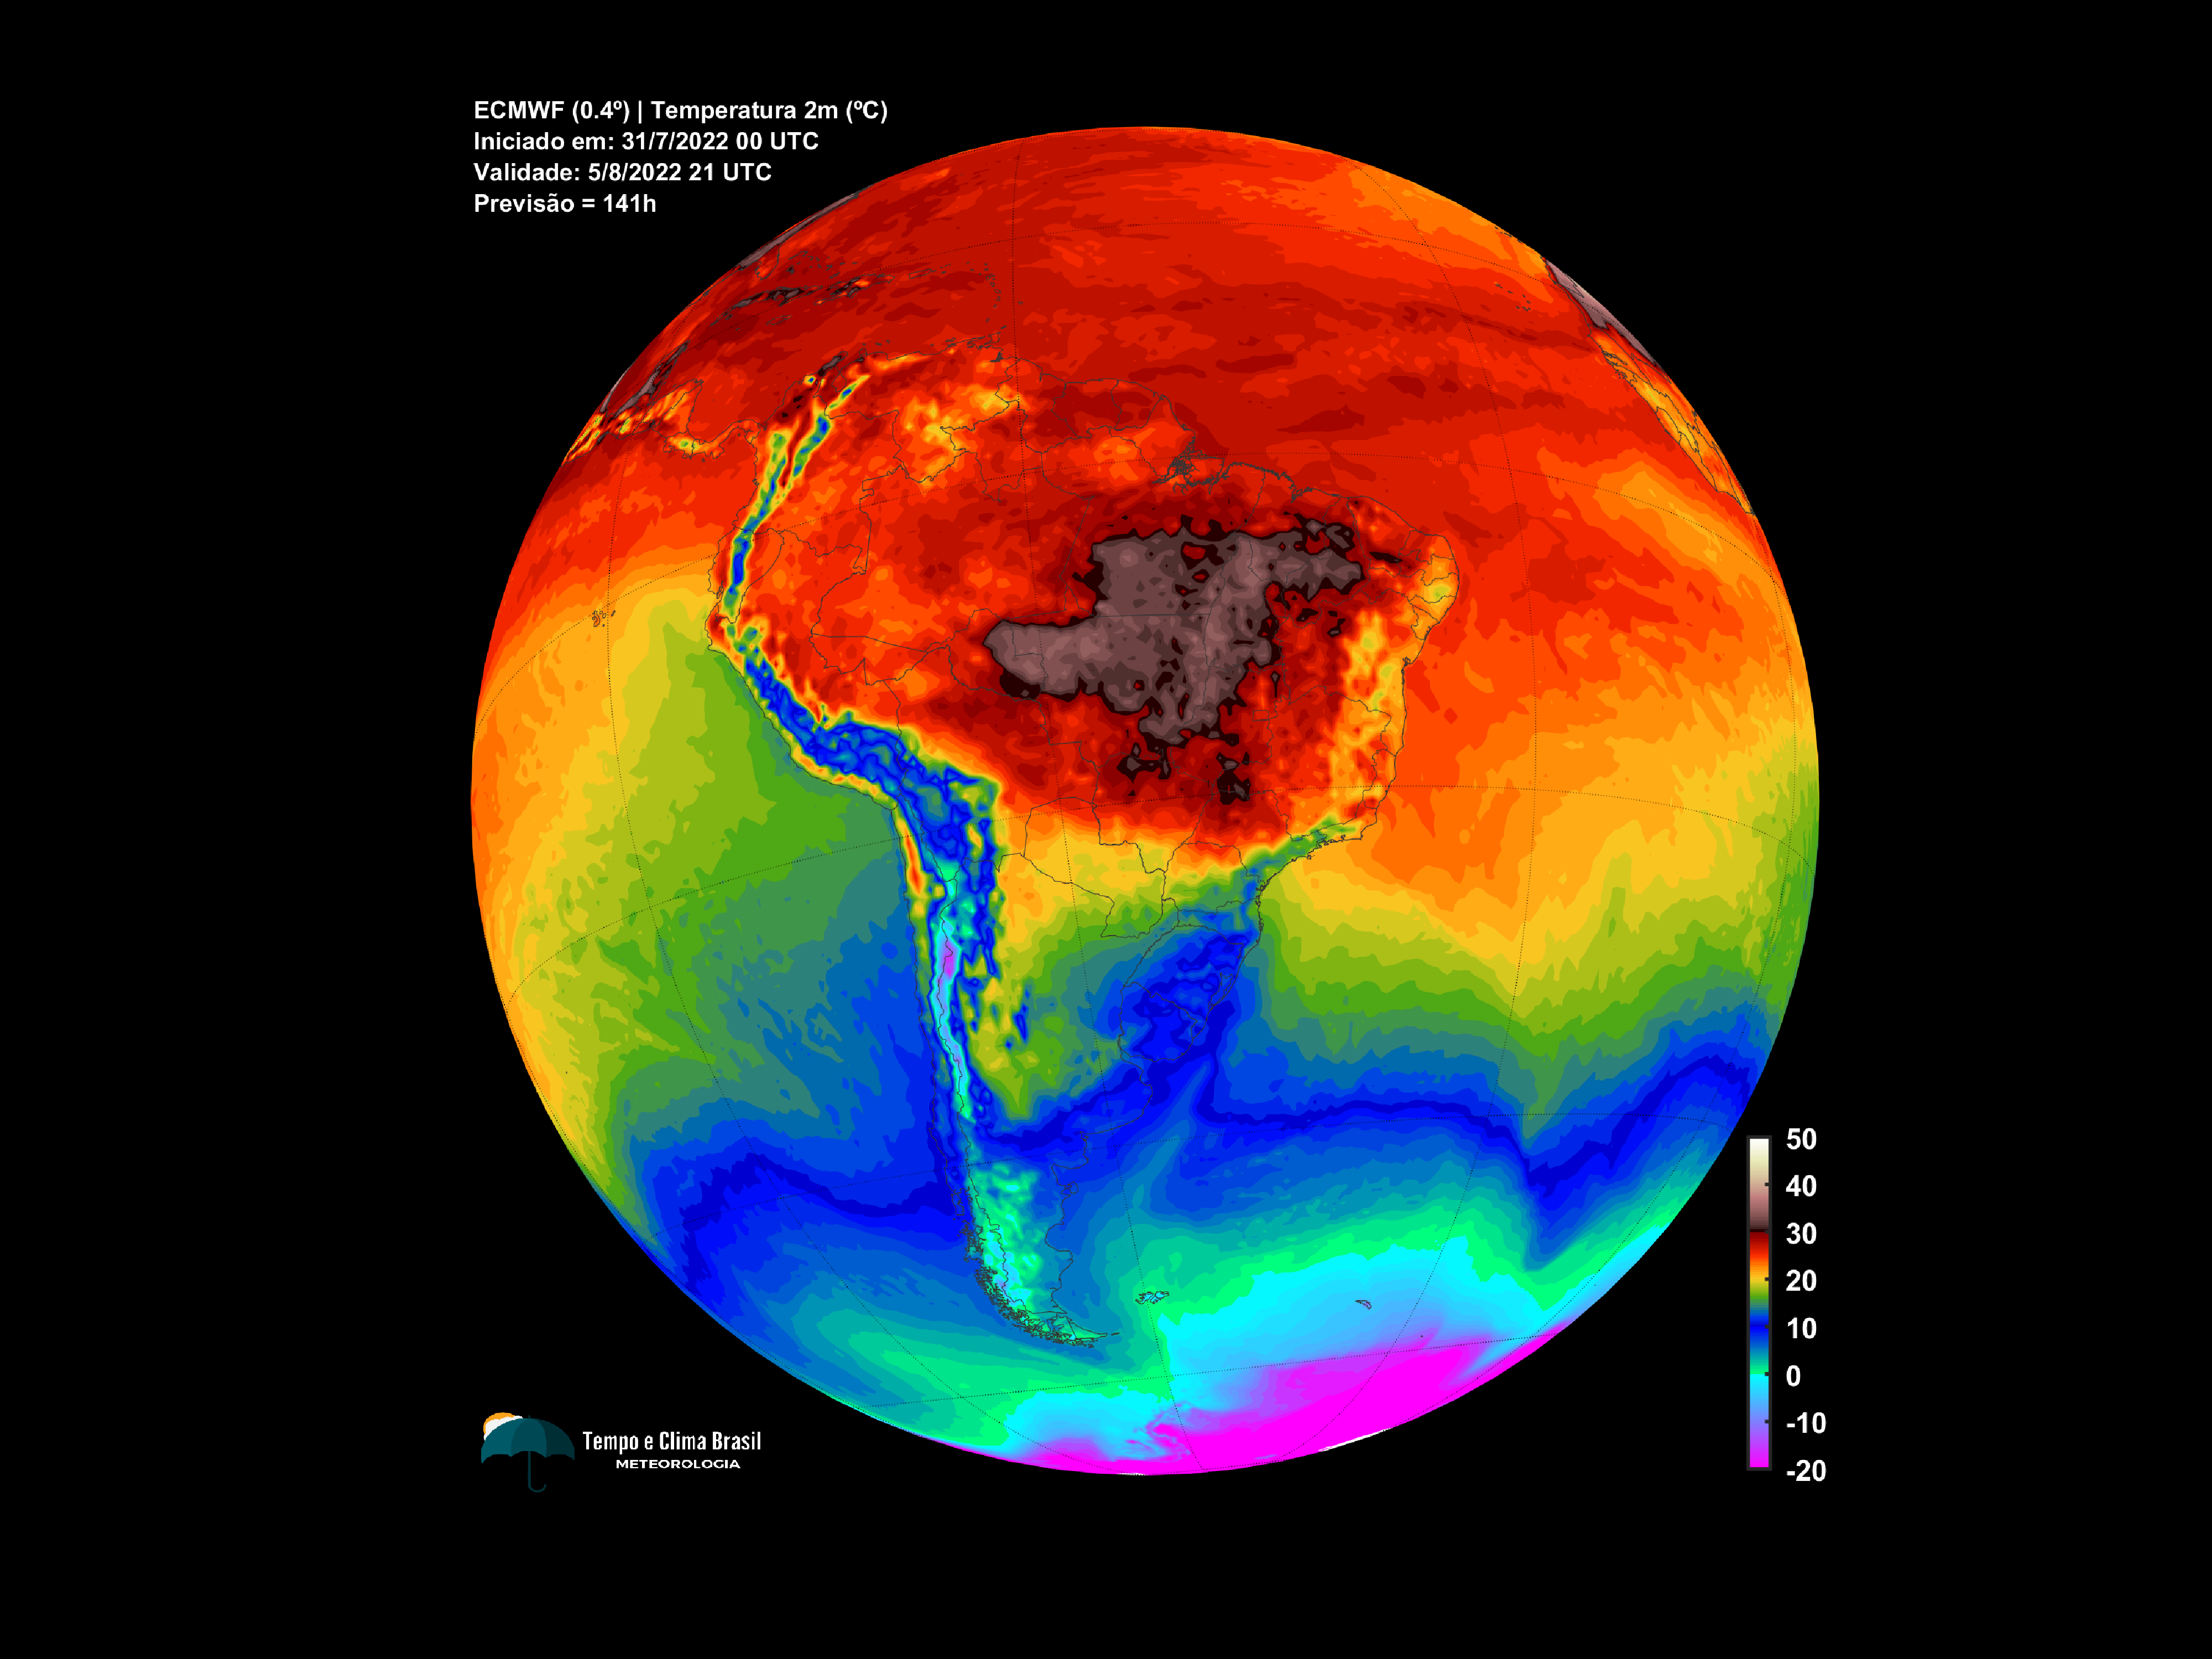 ECMWF (0.4º) | Temperatura 2m (ºC)
Iniciado em: 31/7/2022 00 UTC
Validade: 5/8/2022 21 UTC
Previsão = 141h
50
40
30
20
10
0
-10
-20
Tempo e Clima Brasil
METEOROLOGIA